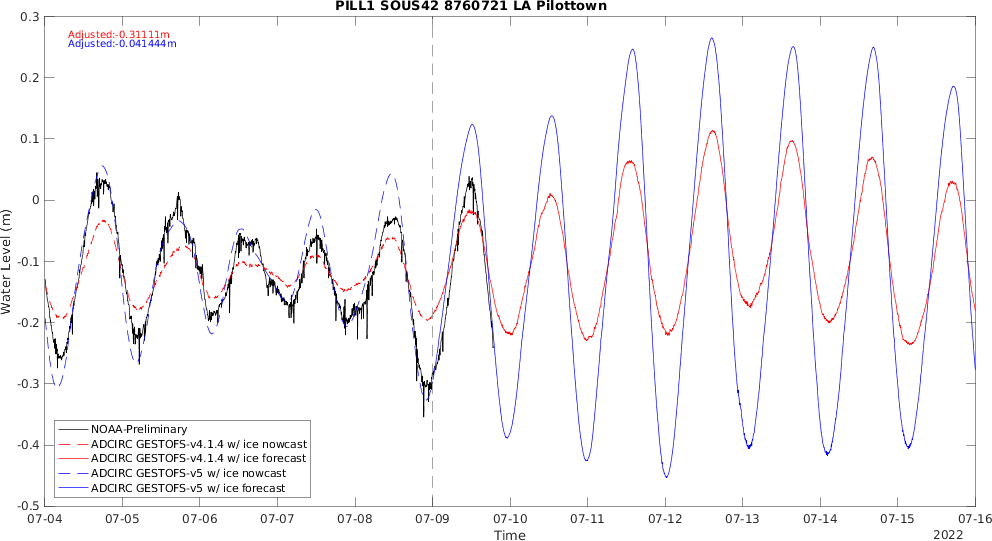 PILL1 SOUS42 8760721 LA Pilottown
Adjusted:-0.31111m
Adjusted:-0.041444m
0.3
0.2
0.1
0
-0.1
-0.2
-0.3
-0.4
-0.5
Water Level (m)
NOAA-Preliminary
ADCIRC GESTOFS-v4.1.4 w/ ice nowcast
ADCIRC GESTOFS-v4.1.4 w/ ice forecast
ADCIRC GESTOFS-v5 w/ ice nowcast
ADCIRC GESTOFS-v5 w/ ice forecast
07-04 07-05 07-06 07-07 07-08 07-09 07-10 07-11 07-12 07-13 07-14 07-15 07-16
Time
2022